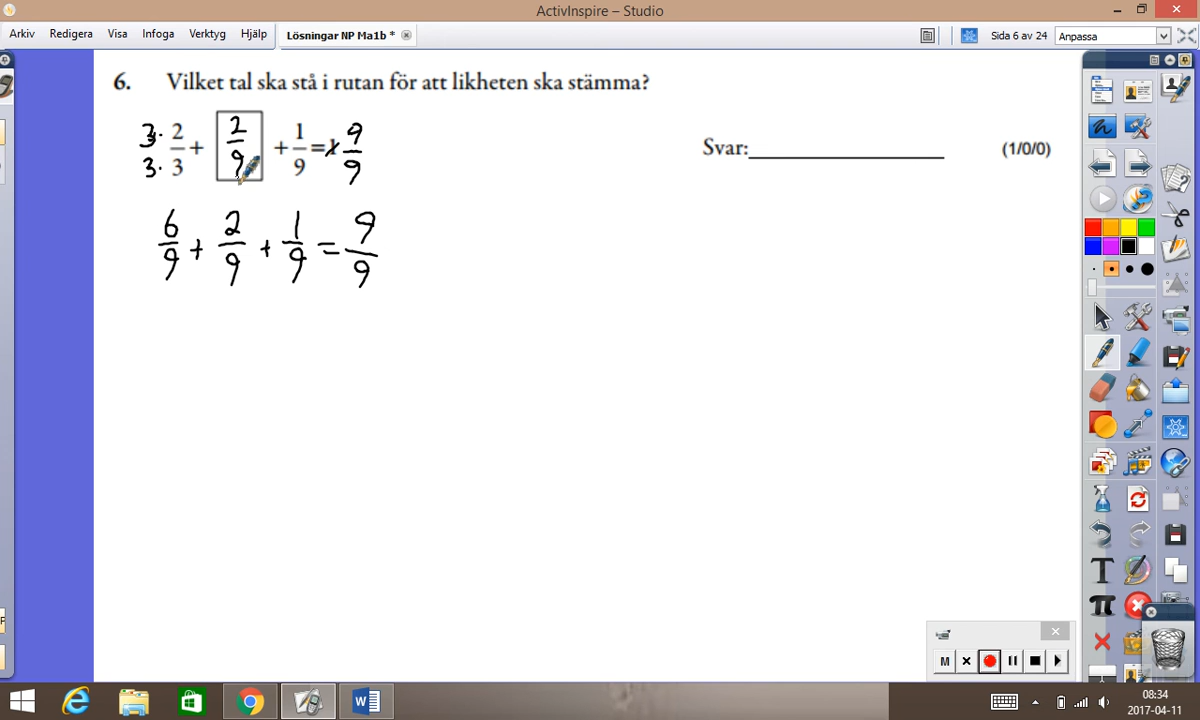 ActivInspire – Studio
Arkiv Redigera Visa Infoga Verktyg Hjälp Lösningar NP Ma1b * Sida 6 av 24 Anpassa
6. Vilket tal ska stå i rutan för att likheten ska stämma?
3· 2/3 3· + 2/9 + 1/9 = 1 9/9
Svar: (1/0/0)
6/9 + 2/9 + 1/9 = 9/9
M
T
π
W
08:34
2017-04-11